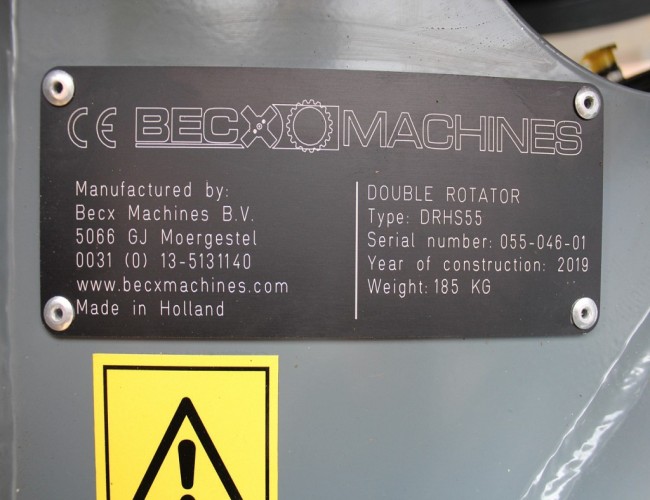 CE BECX MACHINES
Manufactured by:
Becx Machines B.V.
5066 GJ Moergestel
0031 (0) 13-5131140
www.becxmachines.com
Made in Holland
DOUBLE ROTATOR
Type: DRHS55
Serial number: 055-046-01
Year of construction: 2019
Weight: 185 KG
!